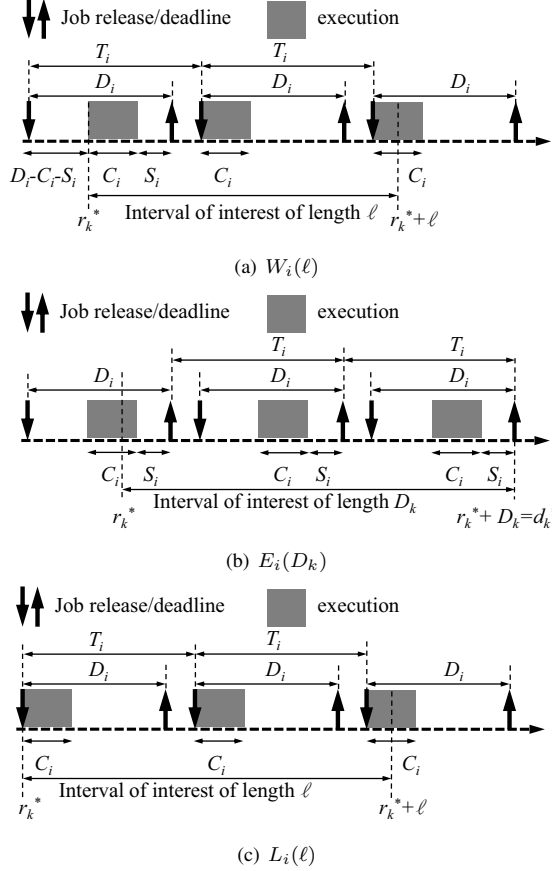 Job release/deadline execution
T_i T_i
D_i D_i D_i
D_i-C_i-S_i C_i S_i C_i C_i
Interval of interest of length ℓ
r_k* r_k*+ℓ
(a) W_i(ℓ)
Job release/deadline execution
T_i T_i
D_i D_i D_i
C_i S_i C_i S_i C_i S_i
Interval of interest of length D_k
r_k* r_k*+ D_k=d_k
(b) E_i(D_k)
Job release/deadline execution
T_i T_i
D_i D_i D_i
C_i C_i C_i
Interval of interest of length ℓ
r_k* r_k*+ℓ
(c) L_i(ℓ)